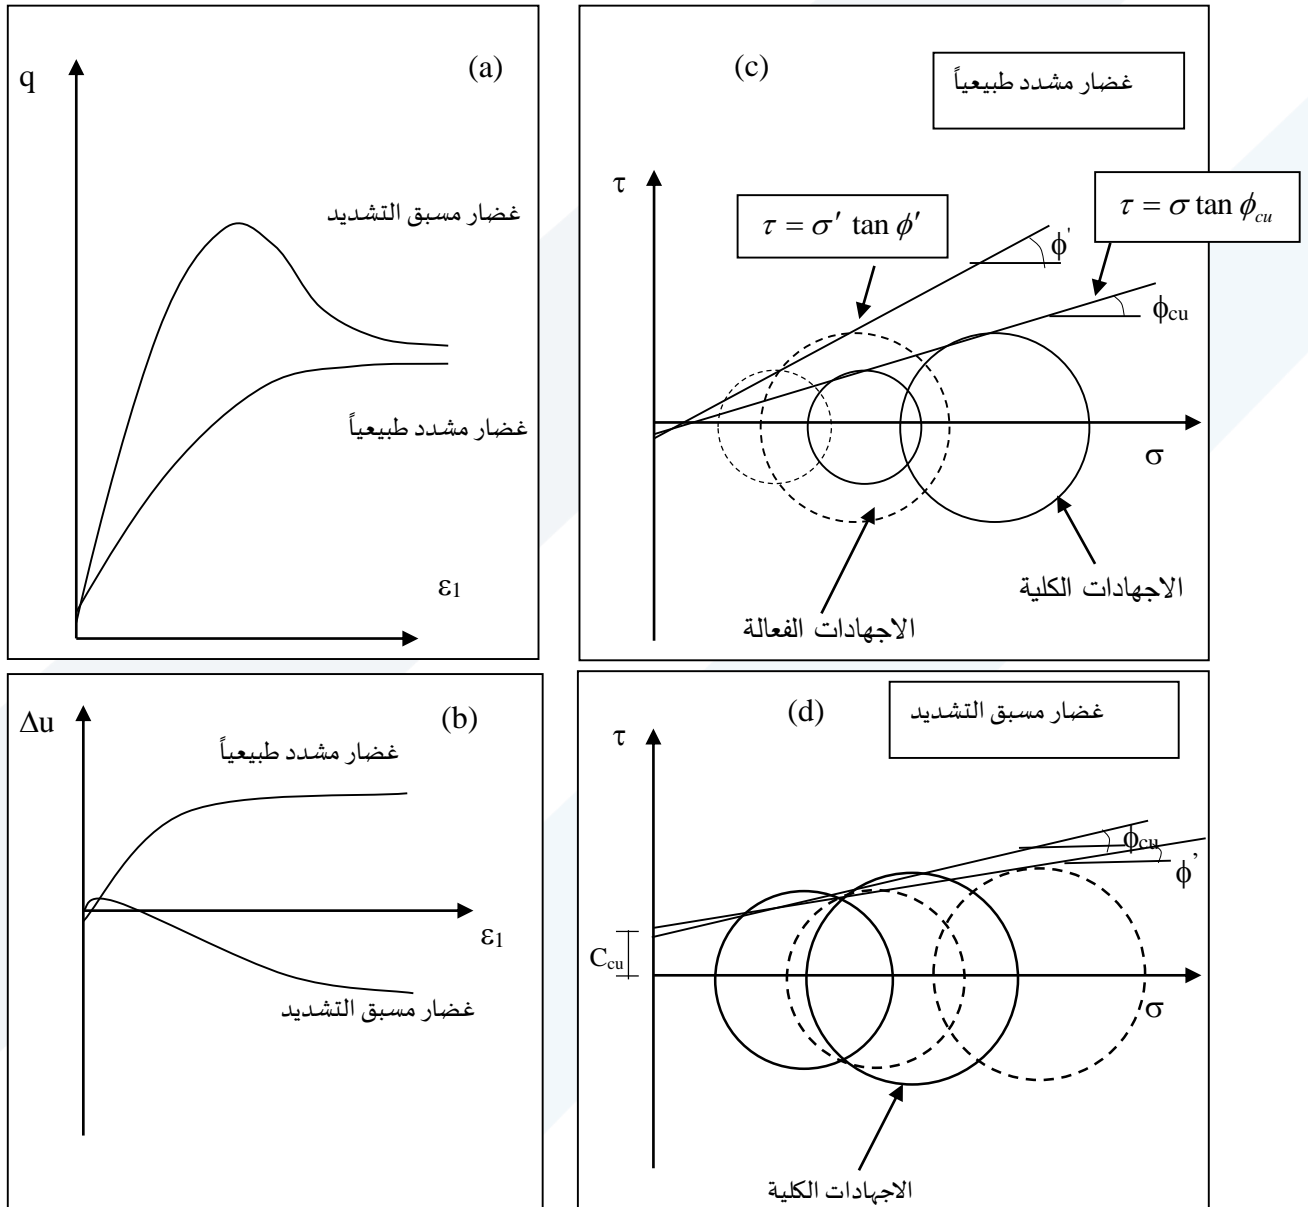 (a)
q
غضار مسبق التشديد
غضار مشدد طبيعياً
ε1
(c)
غضار مشدد طبيعياً
τ
τ = σ′ tan ϕ′
τ = σ tan ϕcu
ϕ'
ϕcu
σ
الاجهادات الكلية
الاجهادات الفعالة
(b)
Δu
غضار مشدد طبيعياً
ε1
غضار مسبق التشديد
(d)
غضار مسبق التشديد
τ
ϕcu
ϕ’
Ccu
σ
الاجهادات الكلية